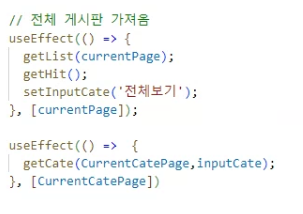 // 전체 게시판 가져옴
useEffect(() => {
  getList(currentPage);
  getHit();
  setInputCate('전체보기');
}, [currentPage]);

useEffect(() =>  {
  getCate(CurrentCatePage,inputCate);
}, [CurrentCatePage])